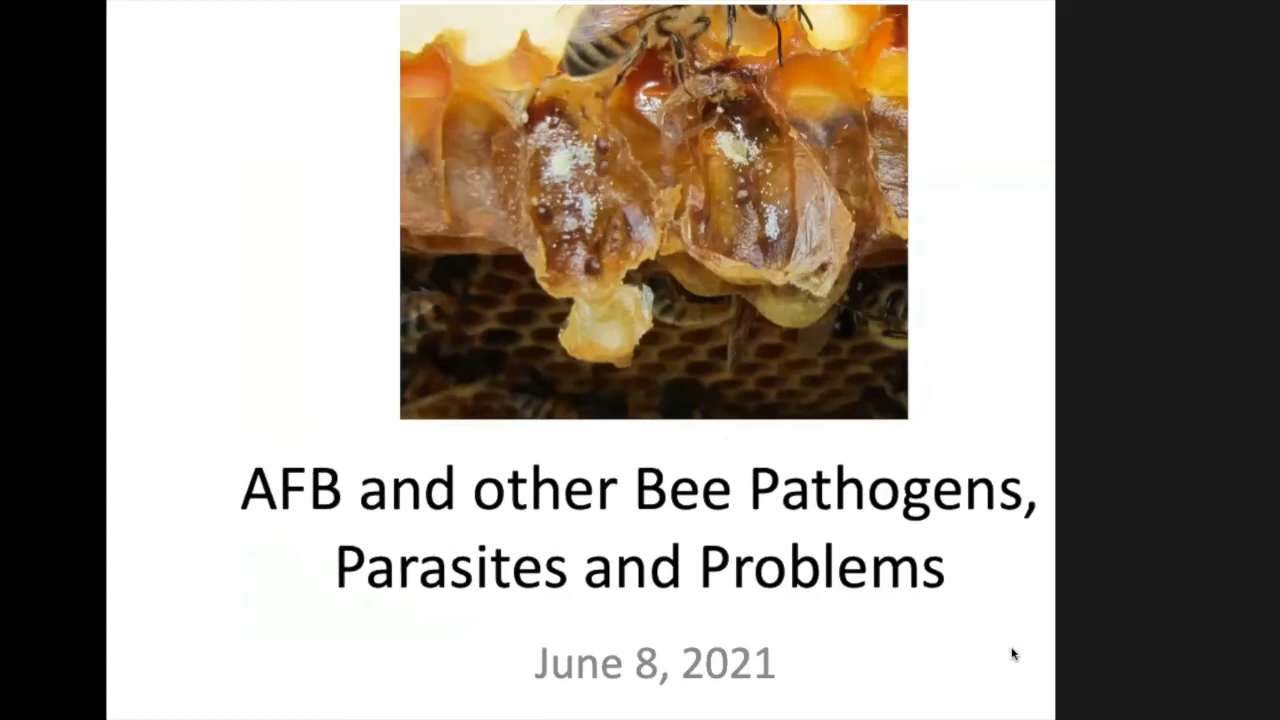 AFB and other Bee Pathogens,
Parasites and Problems
June 8, 2021